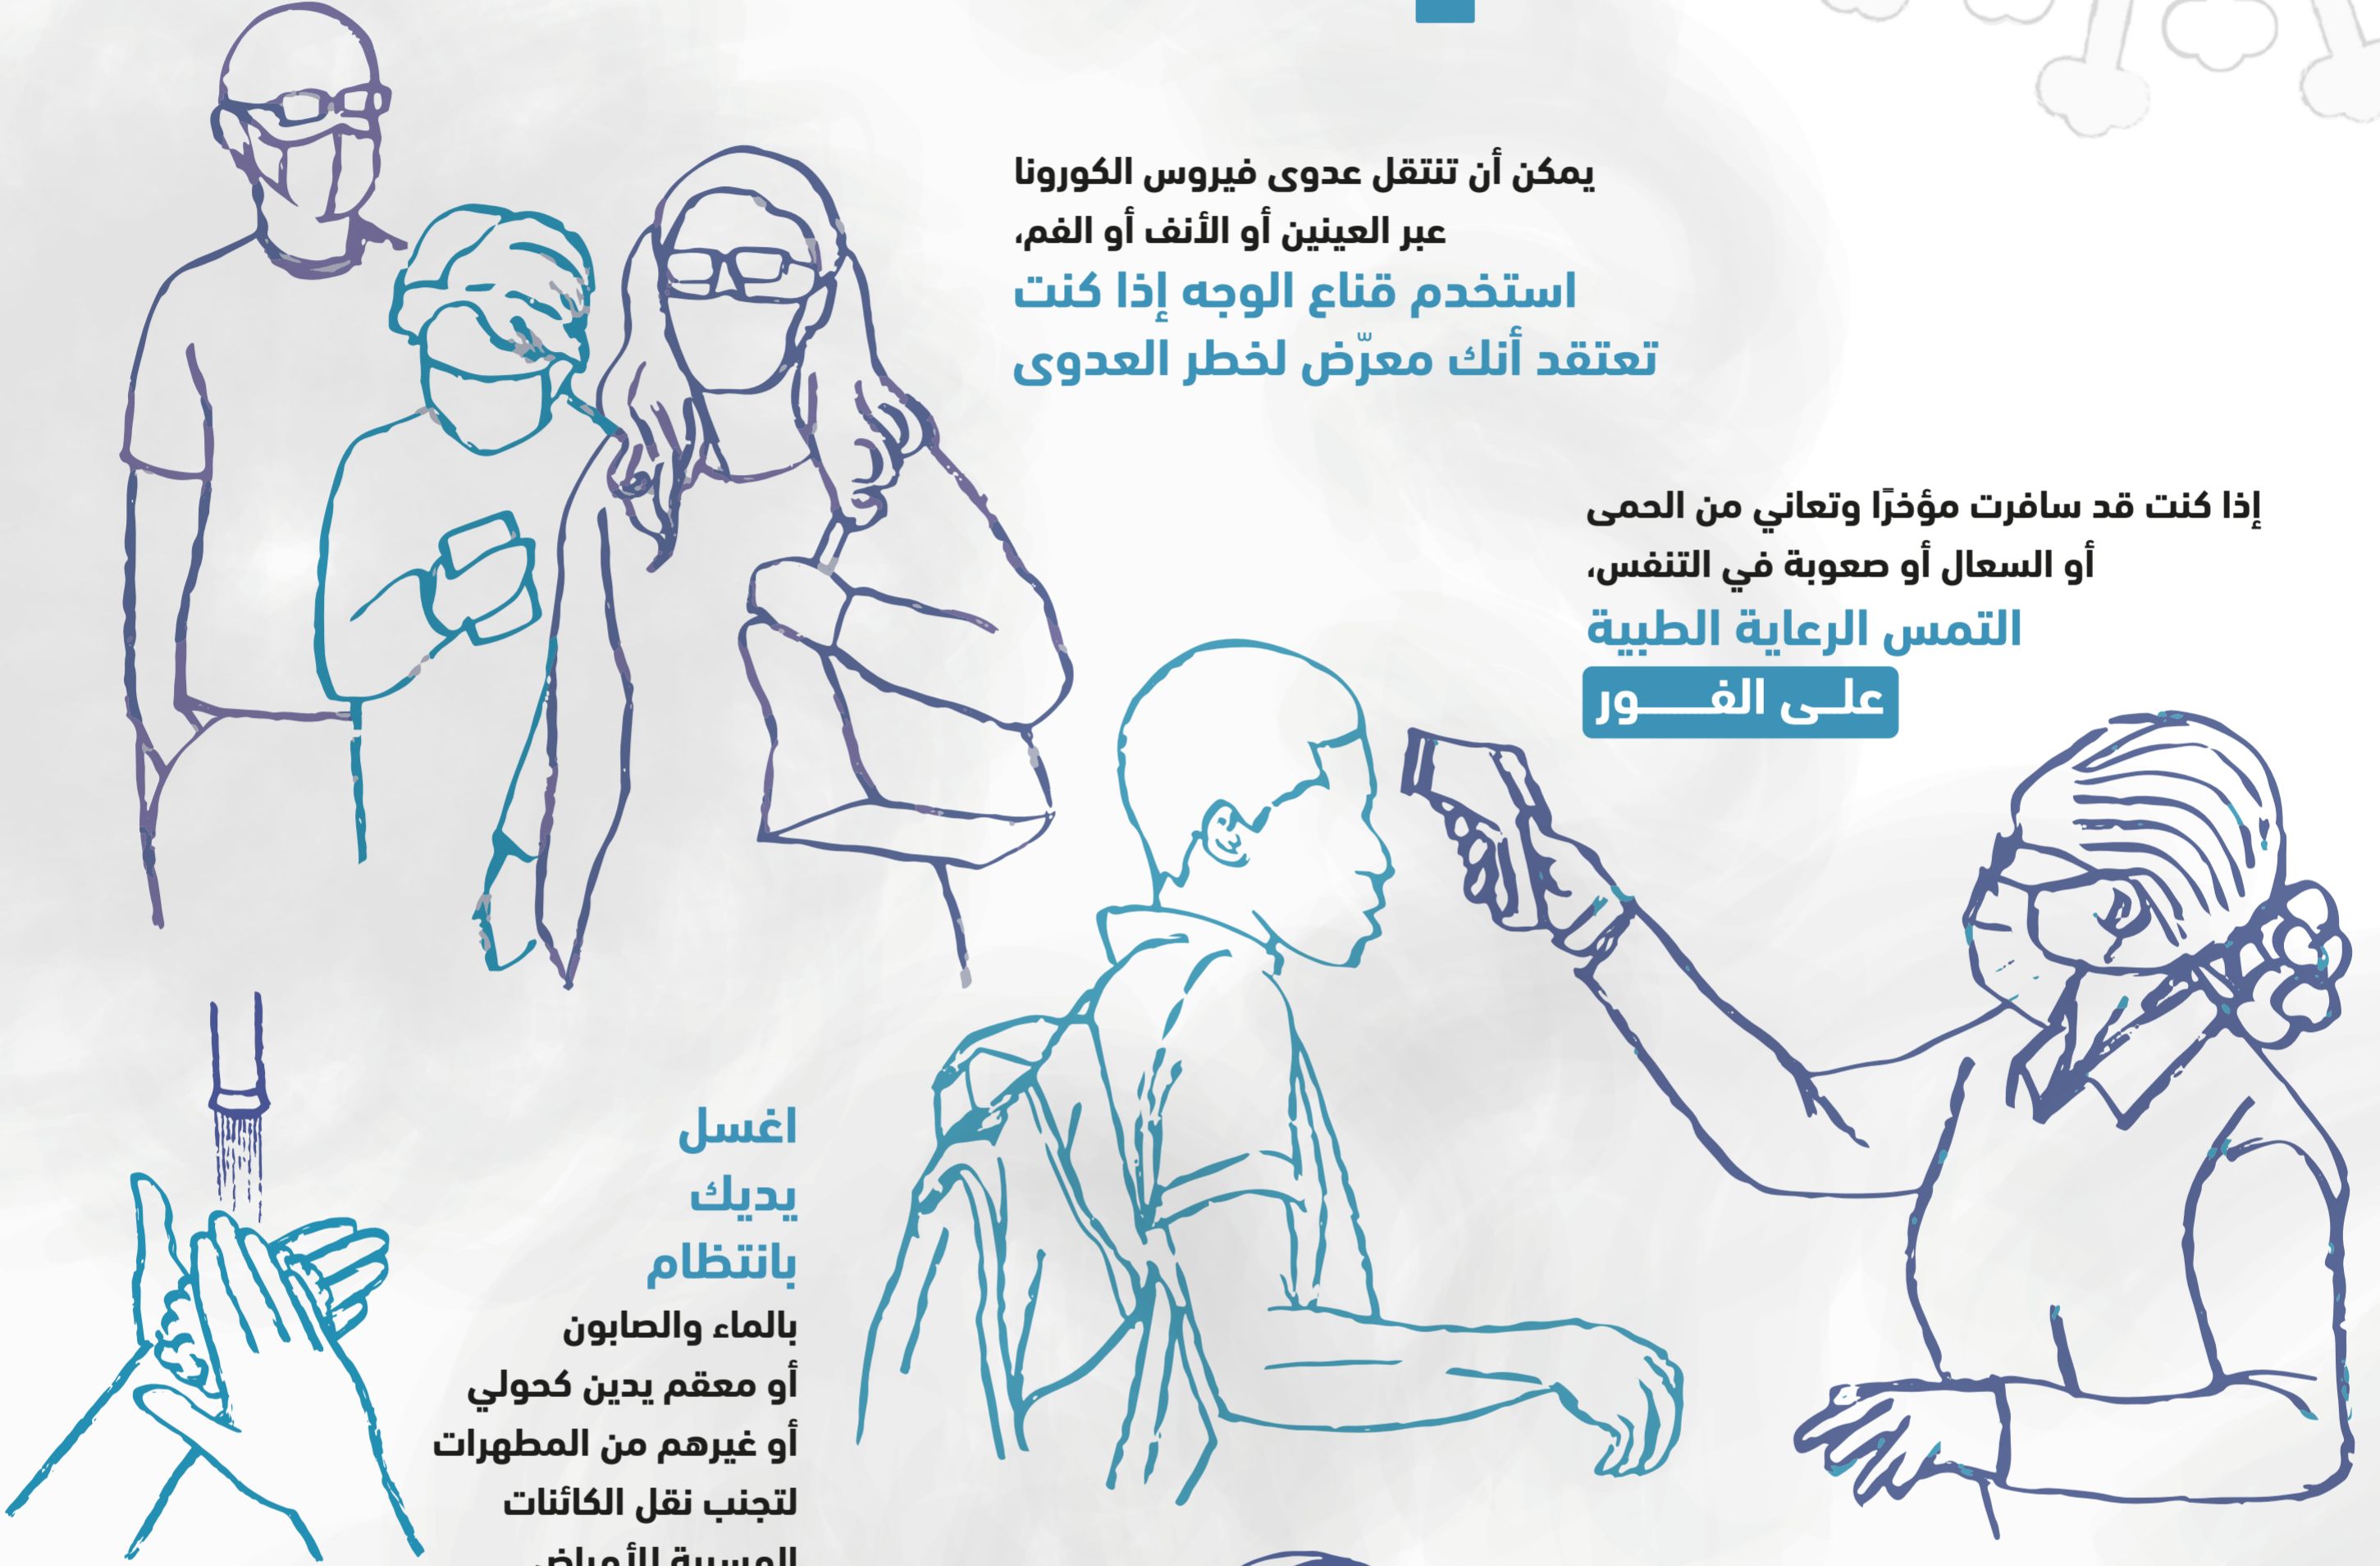 يمكن أن تنتقل عدوى فيروس الكورونا
عبر العينين أو الأنف أو الفم،
استخدم قناع الوجه إذا كنت
تعتقد أنك معرّض لخطر العدوى
إذا كنت قد سافرت مؤخرًا وتعاني من الحمى
أو السعال أو صعوبة في التنفس،
التمس الرعاية الطبية
علـى الفـــــور
اغسل
يديك
بانتظام
بالماء والصابون
أو معقم يدين كحولي
أو غيرهم من المطهرات
لتجنب نقل الكائنات